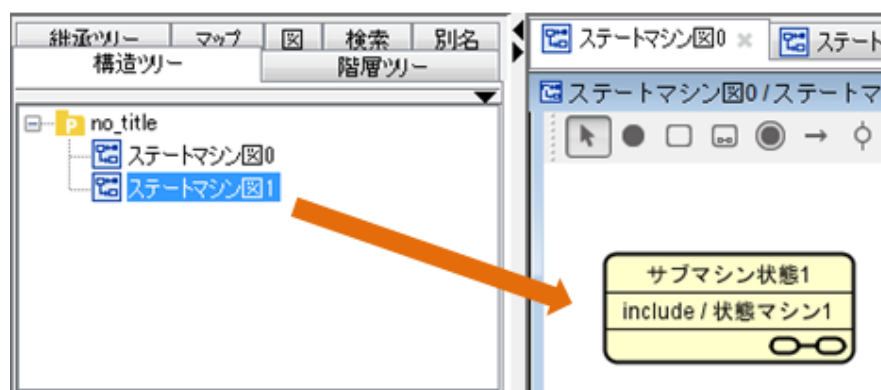 継承ツリー マップ 図 検索 別名
構造ツリー 階層ツリー
no_title
ステートマシン図0
ステートマシン図1
ステートマシン図0 ステート
ステートマシン図0/ステートマ
サブマシン状態1
include / 状態マシン1